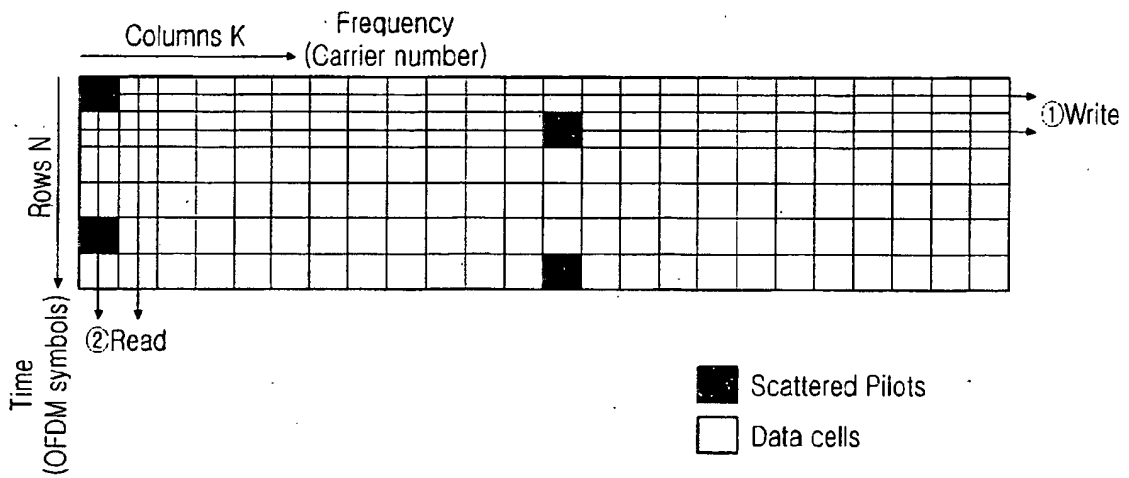 Columns K
Frequency
(Carrier number)
①Write
Rows N
Time
(OFDM symbols)
②Read
Scattered Pilots
Data cells